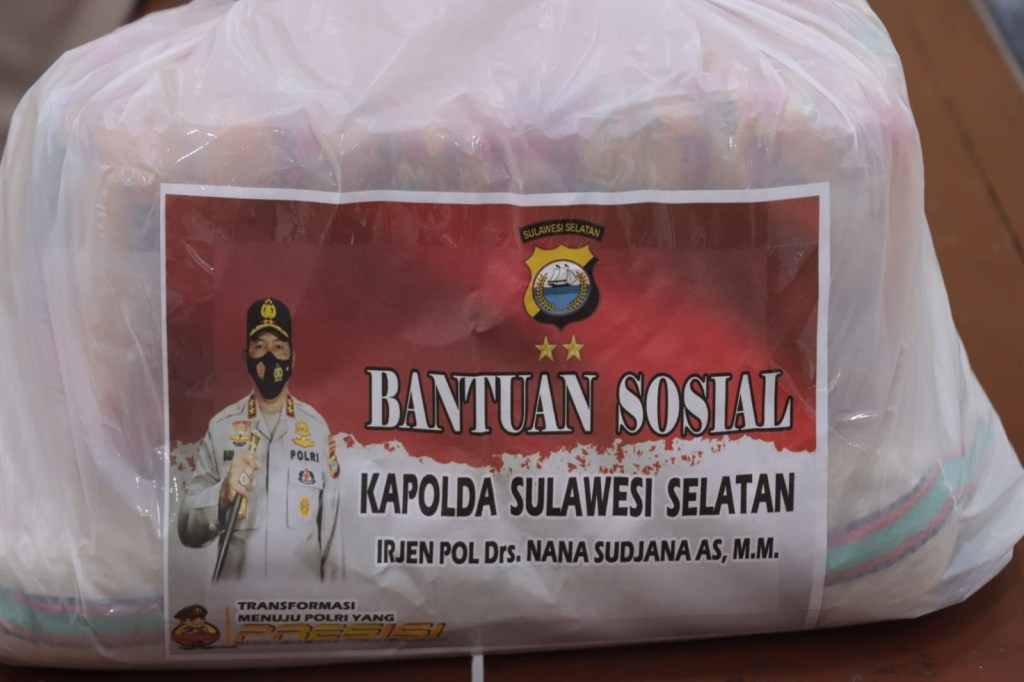 SULAWESI SELATAN
BANTUAN SOSIAL
POLRI
KAPOLDA SULAWESI SELATAN
IRJEN POL Drs. NANA SUDJANA AS, M.M.
TRANSFORMASI
MENUJU POLRI YANG
PRESISI